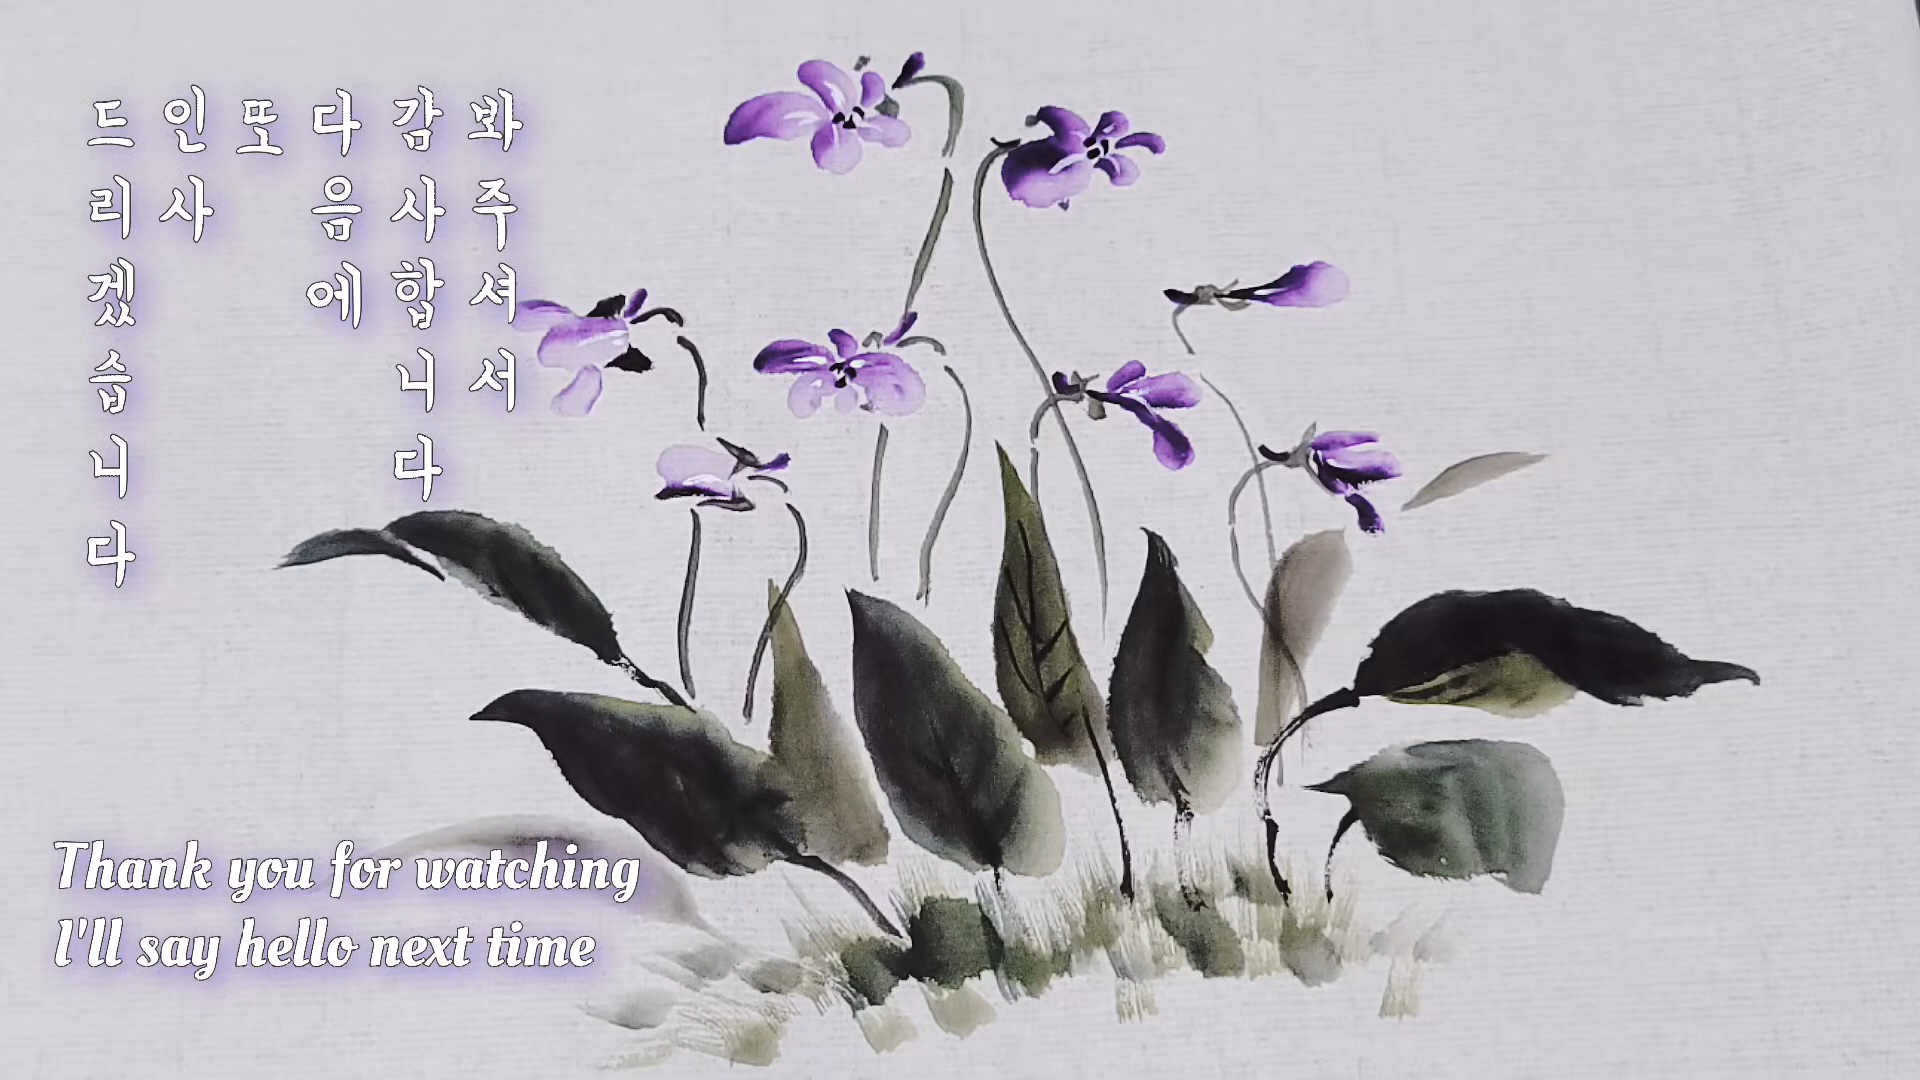 봐주셔서
감사합니다
다음에
또
인사
드리겠습니다
Thank you for watching
I'll say hello next time